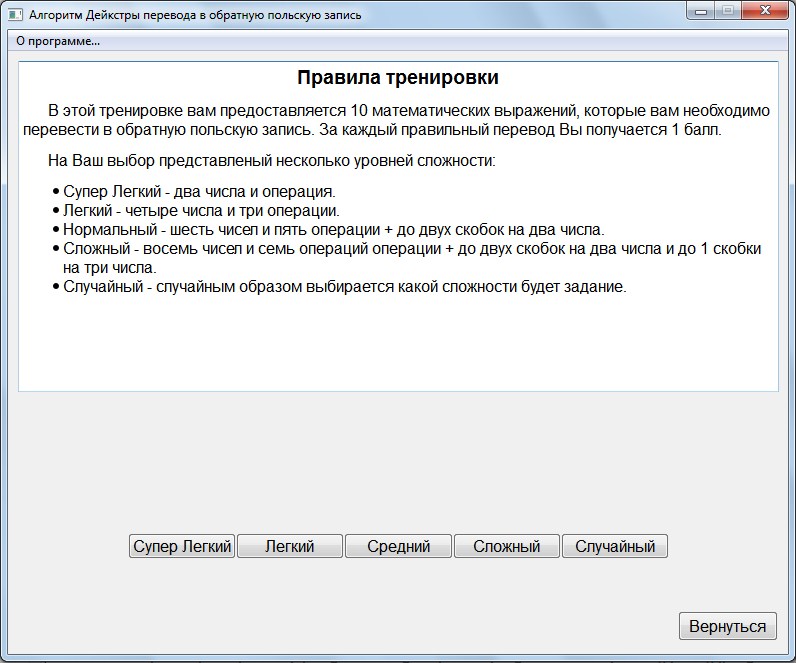 Алгоритм Дейкстры перевода в обратную польскую запись
О программе...
Правила тренировки
В этой тренировке вам предоставляется 10 математических выражений, которые вам необходимо
перевести в обратную польскую запись. За каждый правильный перевод Вы получается 1 балл.
На Ваш выбор представленый несколько уровней сложности:
• Супер Легкий - два числа и операция.
• Легкий - четыре числа и три операции.
• Нормальный - шесть чисел и пять операции + до двух скобок на два числа.
• Сложный - восемь чисел и семь операций операции + до двух скобок на два числа и до 1 скобки
на три числа.
• Случайный - случайным образом выбирается какой сложности будет задание.
Супер Легкий Легкий Средний Сложный Случайный
Вернуться